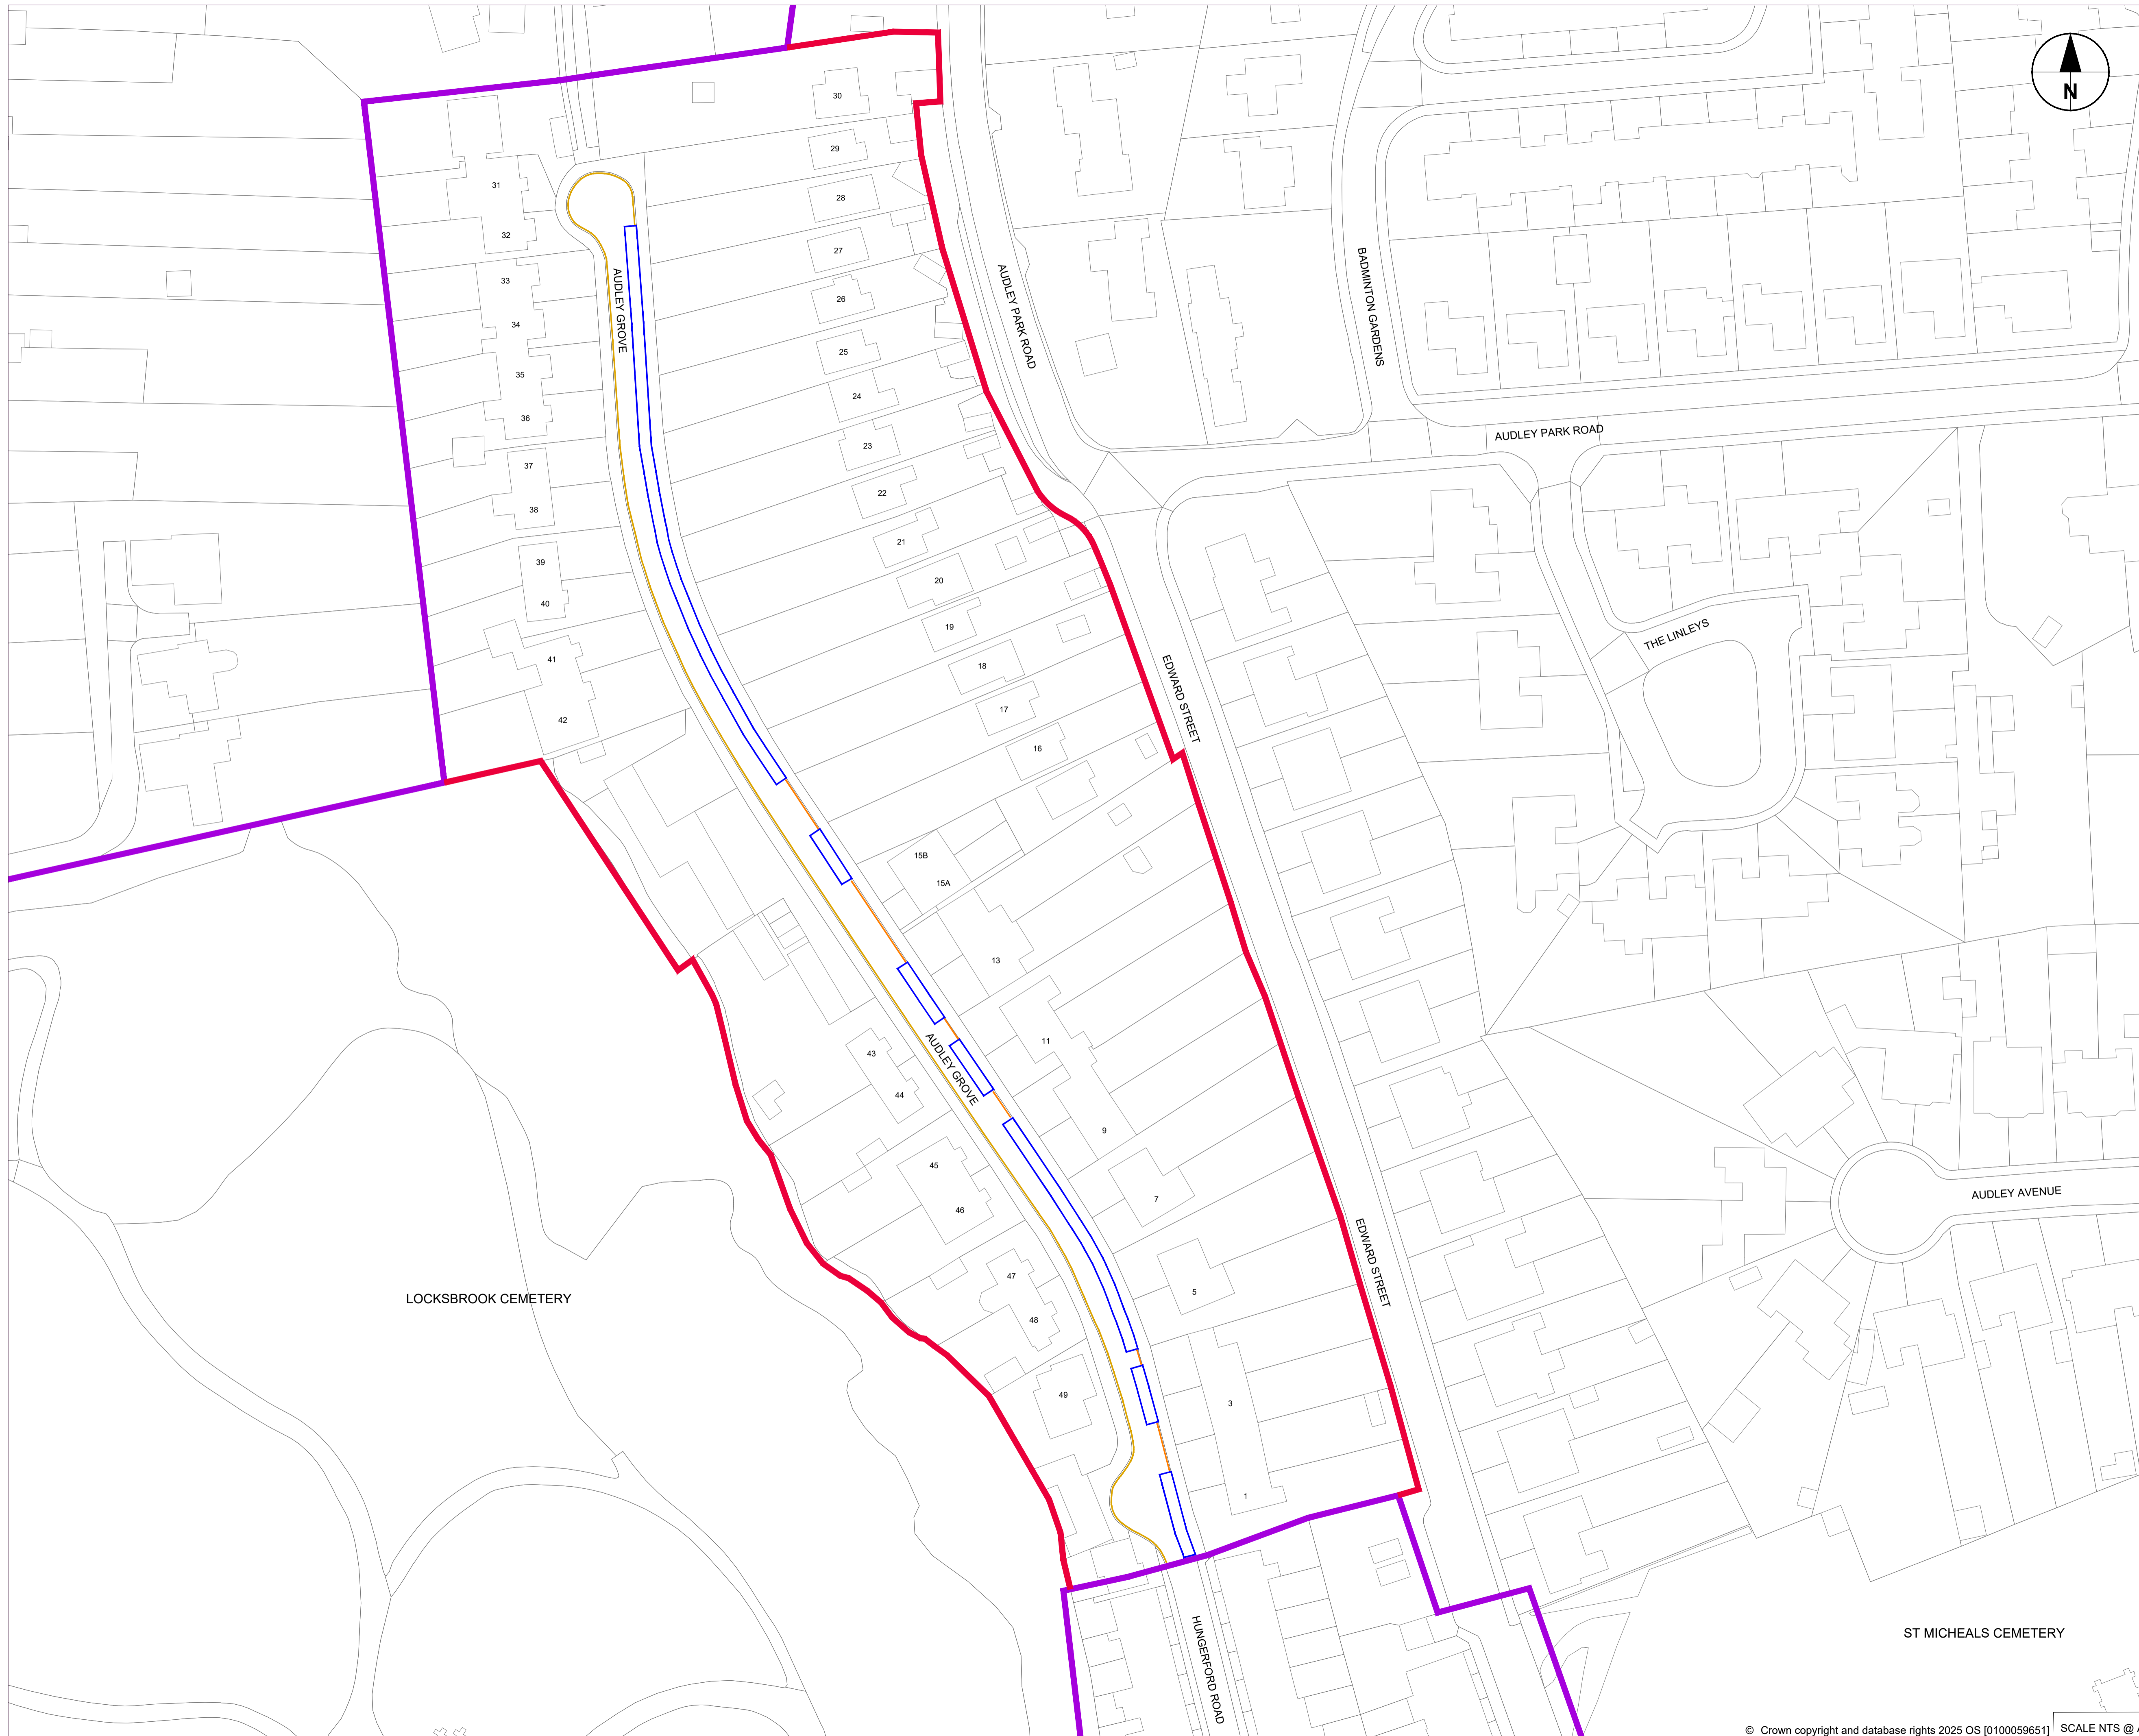 N
30
29
28
27
26
25
24
23
22
21
20
19
18
17
16
15B
15A
13
11
9
7
5
3
1
31
32
33
34
35
36
37
38
39
40
41
42
43
44
45
46
47
48
49
AUDLEY GROVE
AUDLEY PARK ROAD
BADMINTON GARDENS
AUDLEY PARK ROAD
THE LINLEYS
EDWARD STREET
AUDLEY GROVE
AUDLEY AVENUE
EDWARD STREET
LOCKSBROOK CEMETERY
HUNGERFORD ROAD
ST MICHEALS CEMETERY
© Crown copyright and database rights 2025 OS [0100059651]
SCALE NTS @